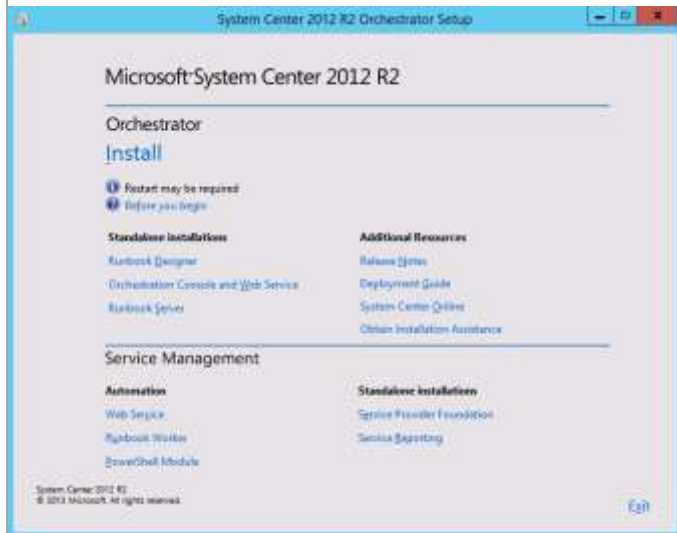 System Center 2012 R2 Orchestrator Setup
Microsoft System Center 2012 R2
Orchestrator
Install
Restart may be required
Before you begin
Standalone installations
Runbook Designer
Orchestration Console and Web Service
Runbook Server
Additional Resources
Release Notes
Deployment Guide
System Center Online
Obtain Installation Assistance
Service Management
Automation
Web Service
Runbook Worker
PowerShell Module
Standalone installations
Service Provider Foundation
Service Reporting
System Center 2012 R2
© 2013 Microsoft. All rights reserved.
Exit